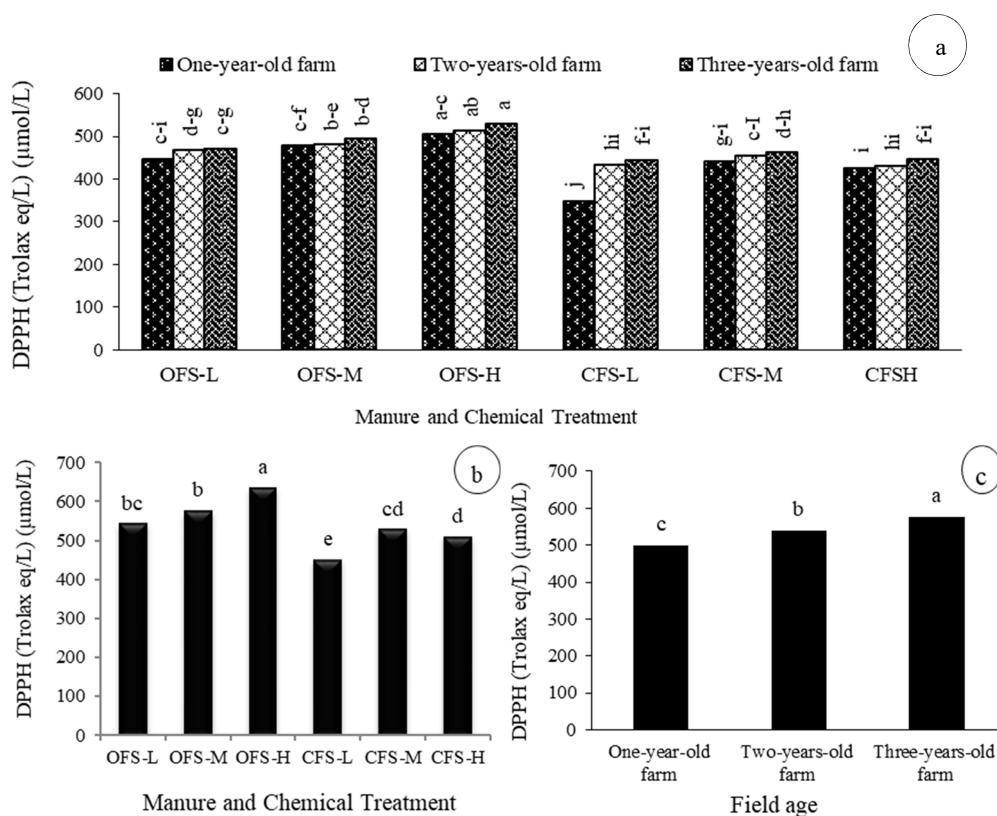 a
One-year-old farm Two-years-old farm Three-years-old farm
DPPH (Trolax eq/L) (µmol/L)
600
500
400
300
200
100
0
c-i d-g c-g c-f b-e b-d a-c ab a j hi f-i g-i c-I d-h i hi f-i
OFS-L OFS-M OFS-H CFS-L CFS-M CFSH
Manure and Chemical Treatment
b
DPPH (Trolax eq/L) (µmol/L)
700
600
500
400
300
200
100
0
bc b a e cd d
OFS-L OFS-M OFS-H CFS-L CFS-M CFS-H
Manure and Chemical Treatment
c
DPPH (Trolax eq/L) (µmol/L)
700
600
500
400
300
200
100
0
c b a
One-year-old Two-years-old Three-years-old
farm farm farm
Field age